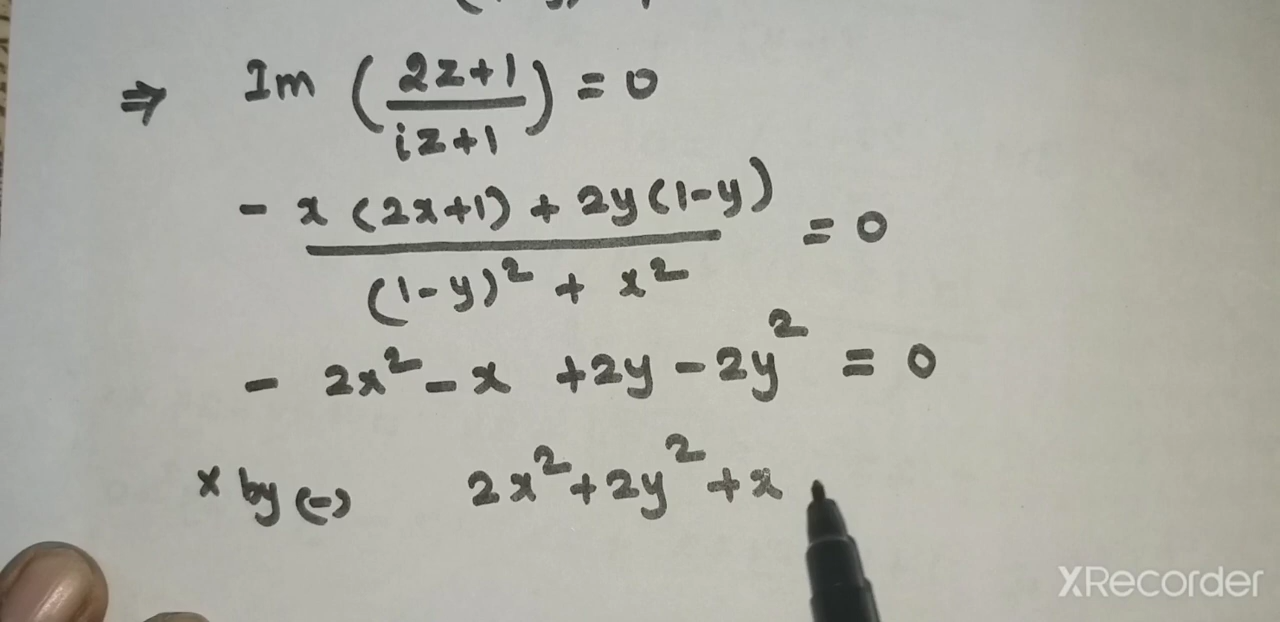 ⇒ Im (2z+1 / iz+1) = 0
- x(2x+1) + 2y(1-y) / (1-y)² + x² = 0
- 2x² - x + 2y - 2y² = 0
x by (-) 2x² + 2y² + x
XRecorder